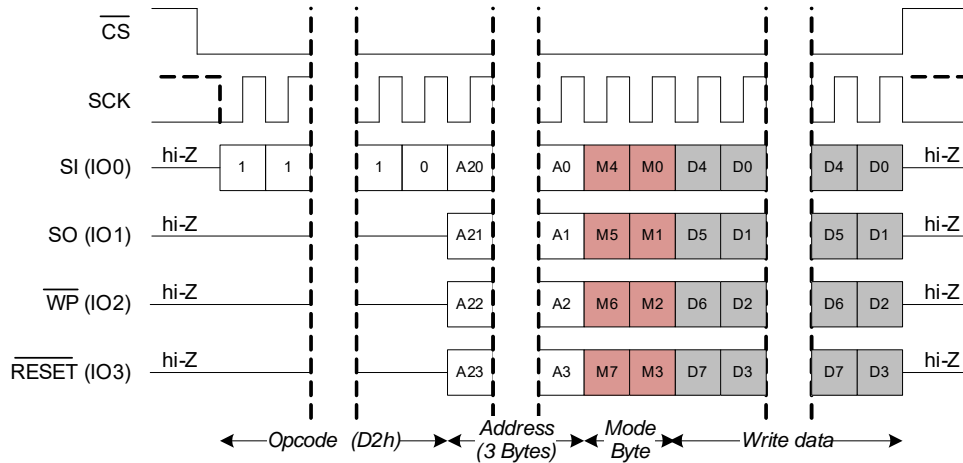 CS
SCK
SI (IO0) hi-Z 1 1 1 0 A20 A0 M4 M0 D4 D0 D4 D0 hi-Z
SO (IO1) hi-Z A21 A1 M5 M1 D5 D1 D5 D1 hi-Z
WP (IO2) hi-Z A22 A2 M6 M2 D6 D2 D6 D2 hi-Z
RESET (IO3) hi-Z A23 A3 M7 M3 D7 D3 D7 D3 hi-Z
Opcode (D2h) Address Mode Write data
(3 Bytes) Byte